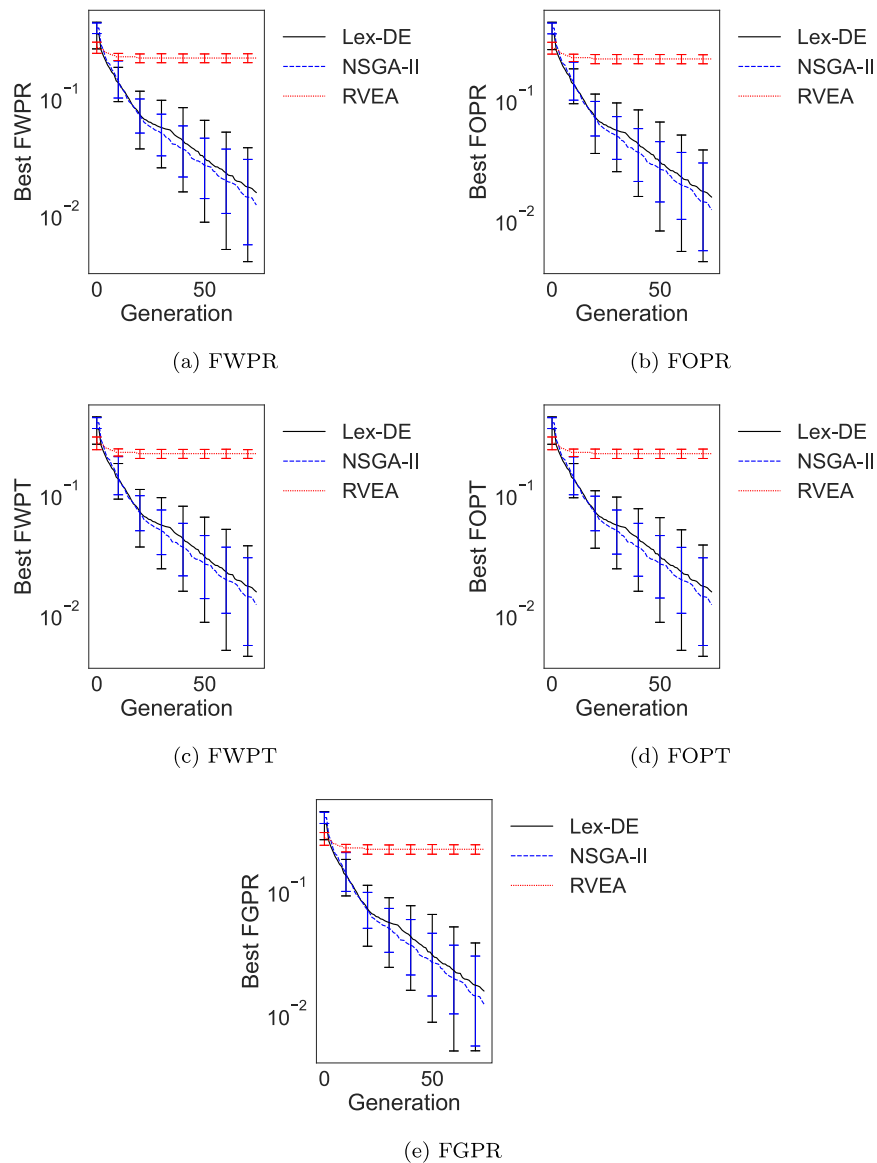 Best FWPR
10⁻¹
10⁻²
0 50
Generation
Lex-DE
NSGA-II
RVEA
(a) FWPR
Best FOPR
10⁻¹
10⁻²
0 50
Generation
Lex-DE
NSGA-II
RVEA
(b) FOPR
Best FWPT
10⁻¹
10⁻²
0 50
Generation
Lex-DE
NSGA-II
RVEA
(c) FWPT
Best FOPT
10⁻¹
10⁻²
0 50
Generation
Lex-DE
NSGA-II
RVEA
(d) FOPT
Best FGPR
10⁻¹
10⁻²
0 50
Generation
Lex-DE
NSGA-II
RVEA
(e) FGPR